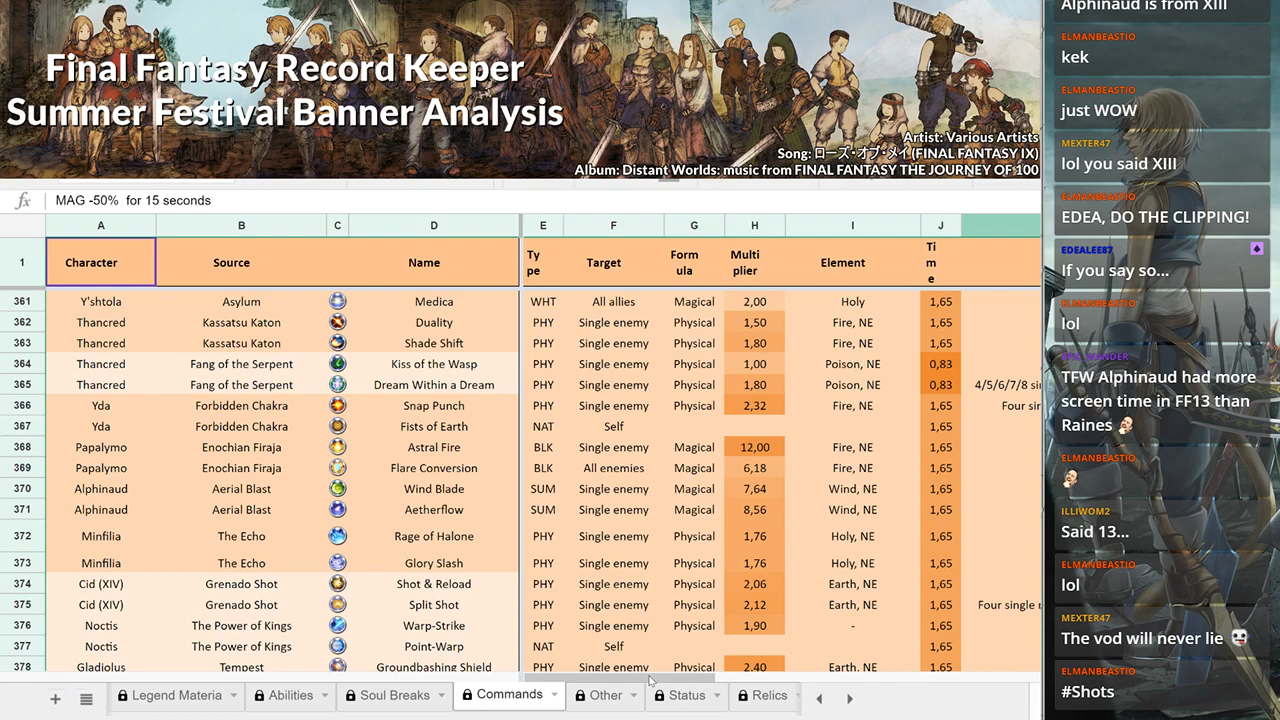 Final Fantasy Record Keeper
Summer Festival Banner Analysis
Artist: Various Artists
Song: ローズ・オブ・メイ (FINAL FANTASY IX)
Album: Distant Worlds: music from FINAL FANTASY THE JOURNEY OF 100
fx MAG -50%  for 15 seconds
A B C D E F G H I J
1 Character Source Name Ty pe Target Form ula Multi plier Element Ti m e
361 Y'shtola Asylum Medica WHT All allies Magical 2,00 Holy 1,65
362 Thancred Kassatsu Katon Duality PHY Single enemy Physical 1,50 Fire, NE 1,65
363 Thancred Kassatsu Katon Shade Shift PHY Single enemy Physical 1,80 Fire, NE 1,65
364 Thancred Fang of the Serpent Kiss of the Wasp PHY Single enemy Physical 1,00 Poison, NE 0,83
365 Thancred Fang of the Serpent Dream Within a Dream PHY Single enemy Physical 1,80 Poison, NE 0,83 4/5/6/7/8 si
366 Yda Forbidden Chakra Snap Punch PHY Single enemy Physical 2,32 Fire, NE 1,65 Four sin
367 Yda Forbidden Chakra Fists of Earth NAT Self 1,65
368 Papalymo Enochian Firaja Astral Fire BLK Single enemy Magical 12,00 Fire, NE 1,65
369 Papalymo Enochian Firaja Flare Conversion BLK All enemies Magical 6,18 Fire, NE 1,65
370 Alphinaud Aerial Blast Wind Blade SUM Single enemy Magical 7,64 Wind, NE 1,65
371 Alphinaud Aerial Blast Aetherflow SUM Single enemy Magical 8,56 Wind, NE 1,65
372 Minfilia The Echo Rage of Halone PHY Single enemy Physical 1,76 Holy, NE 1,65
373 Minfilia The Echo Glory Slash PHY Single enemy Physical 1,76 Holy, NE 1,65
374 Cid (XIV) Grenado Shot Shot & Reload PHY Single enemy Physical 2,06 Earth, NE 1,65
375 Cid (XIV) Grenado Shot Split Shot PHY Single enemy Physical 2,12 Earth, NE 1,65 Four single
376 Noctis The Power of Kings Warp-Strike PHY Single enemy Physical 1,90 - 1,65
377 Noctis The Power of Kings Point-Warp NAT Self 1,65
378 Gladiolus Tempest Groundbashing Shield PHY Single enemy Physical 2,40 Earth, NE 1,65
+ Legend Materia Abilities Soul Breaks Commands Other Status Relics
Alphinaud is from XIII
ELMANBEASTIO
kek
ELMANBEASTIO
just WOW
MEXTER47
lol you said XIII
ELMANBEASTIO
EDEA, DO THE CLIPPING!
EDEALEE87
If you say so...
ELMANBEASTIO
lol
TFW Alphinaud had more
screen time in FF13 than
Raines
ELMANBEASTIO
ILLIWOM2
Said 13...
ELMANBEASTIO
lol
MEXTER47
The vod will never lie
ELMANBEASTIO
#Shots